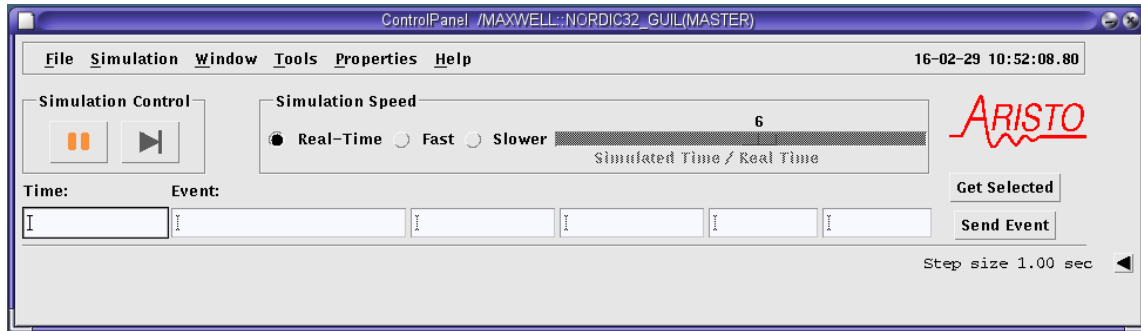 ControlPanel /MAXWELL::NORDIC32_GUIL(MASTER)
File Simulation Window Tools Properties Help 16-02-29 10:52:08.80
Simulation Control Simulation Speed
6
Real-Time Fast Slower
Simulated Time / Real Time
ARISTO
Time: Event: Get Selected
Send Event
Step size 1.00 sec